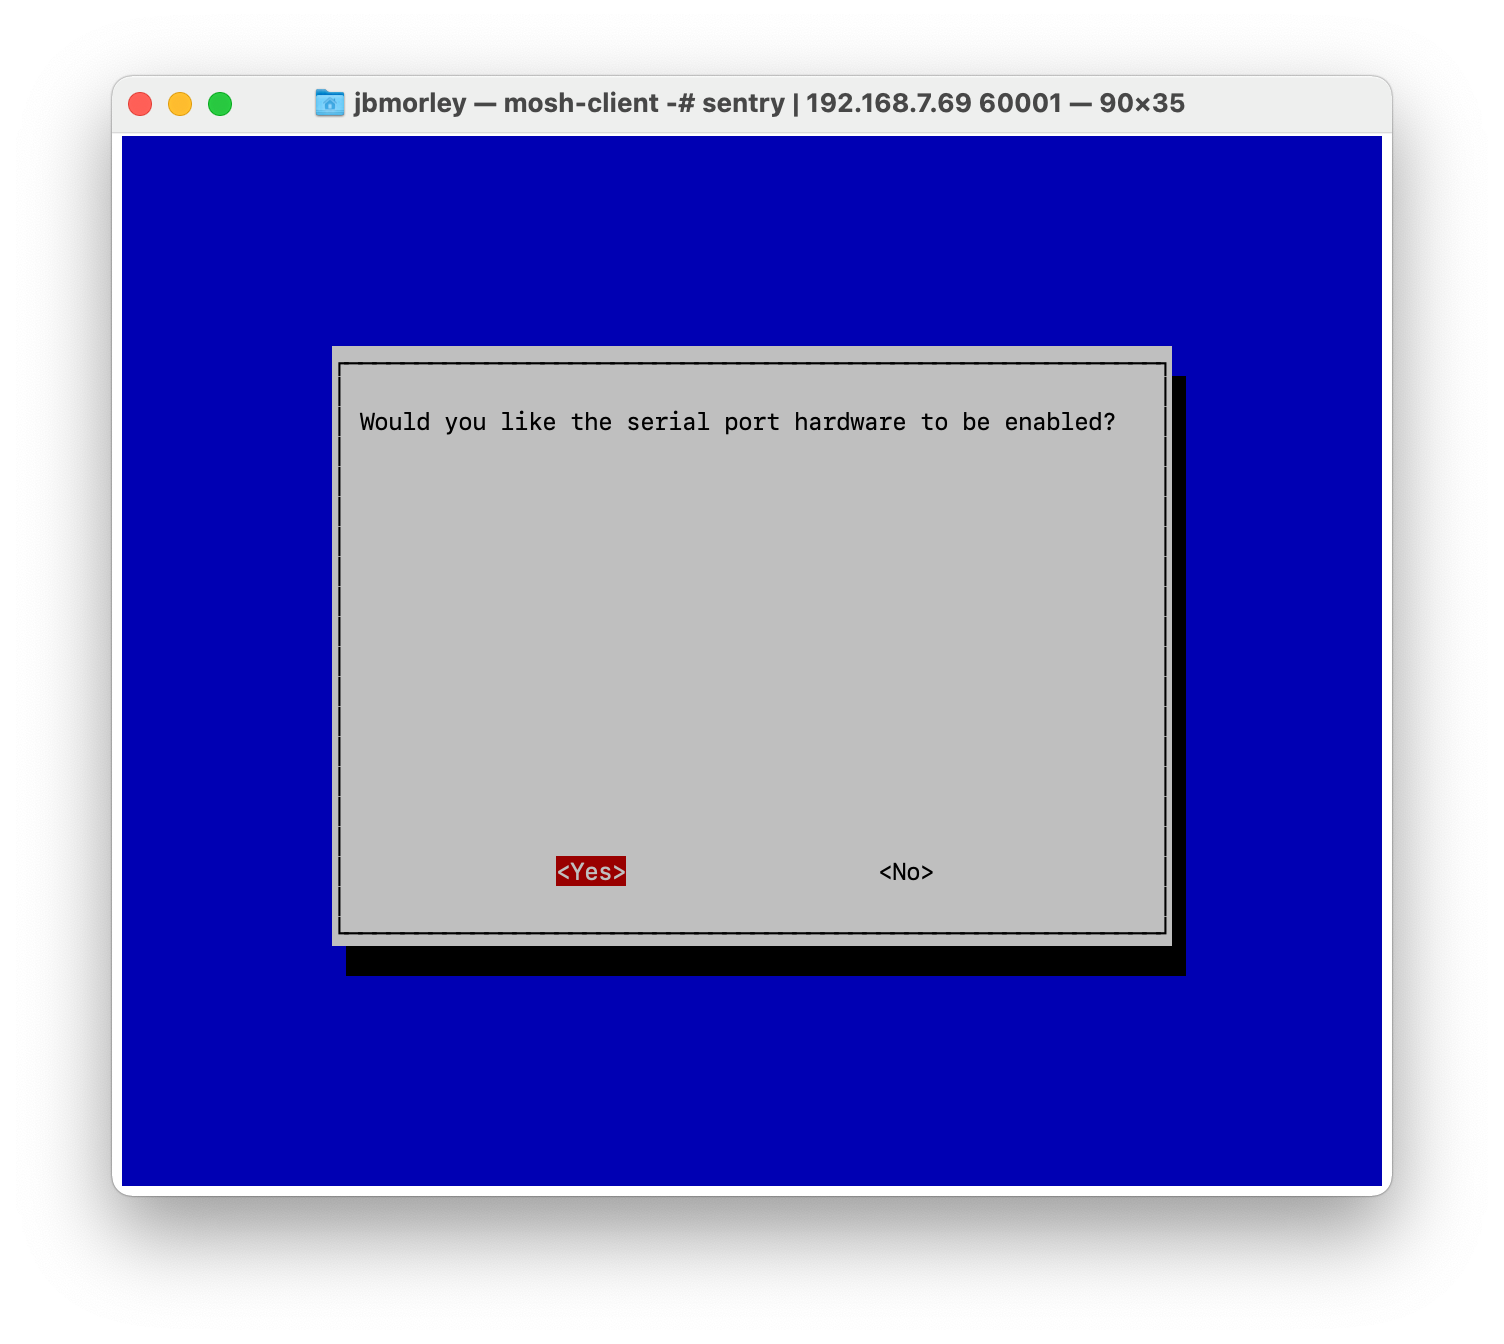 jbmorley — mosh-client -# sentry | 192.168.7.69 60001 — 90×35
Would you like the serial port hardware to be enabled?
<Yes> <No>